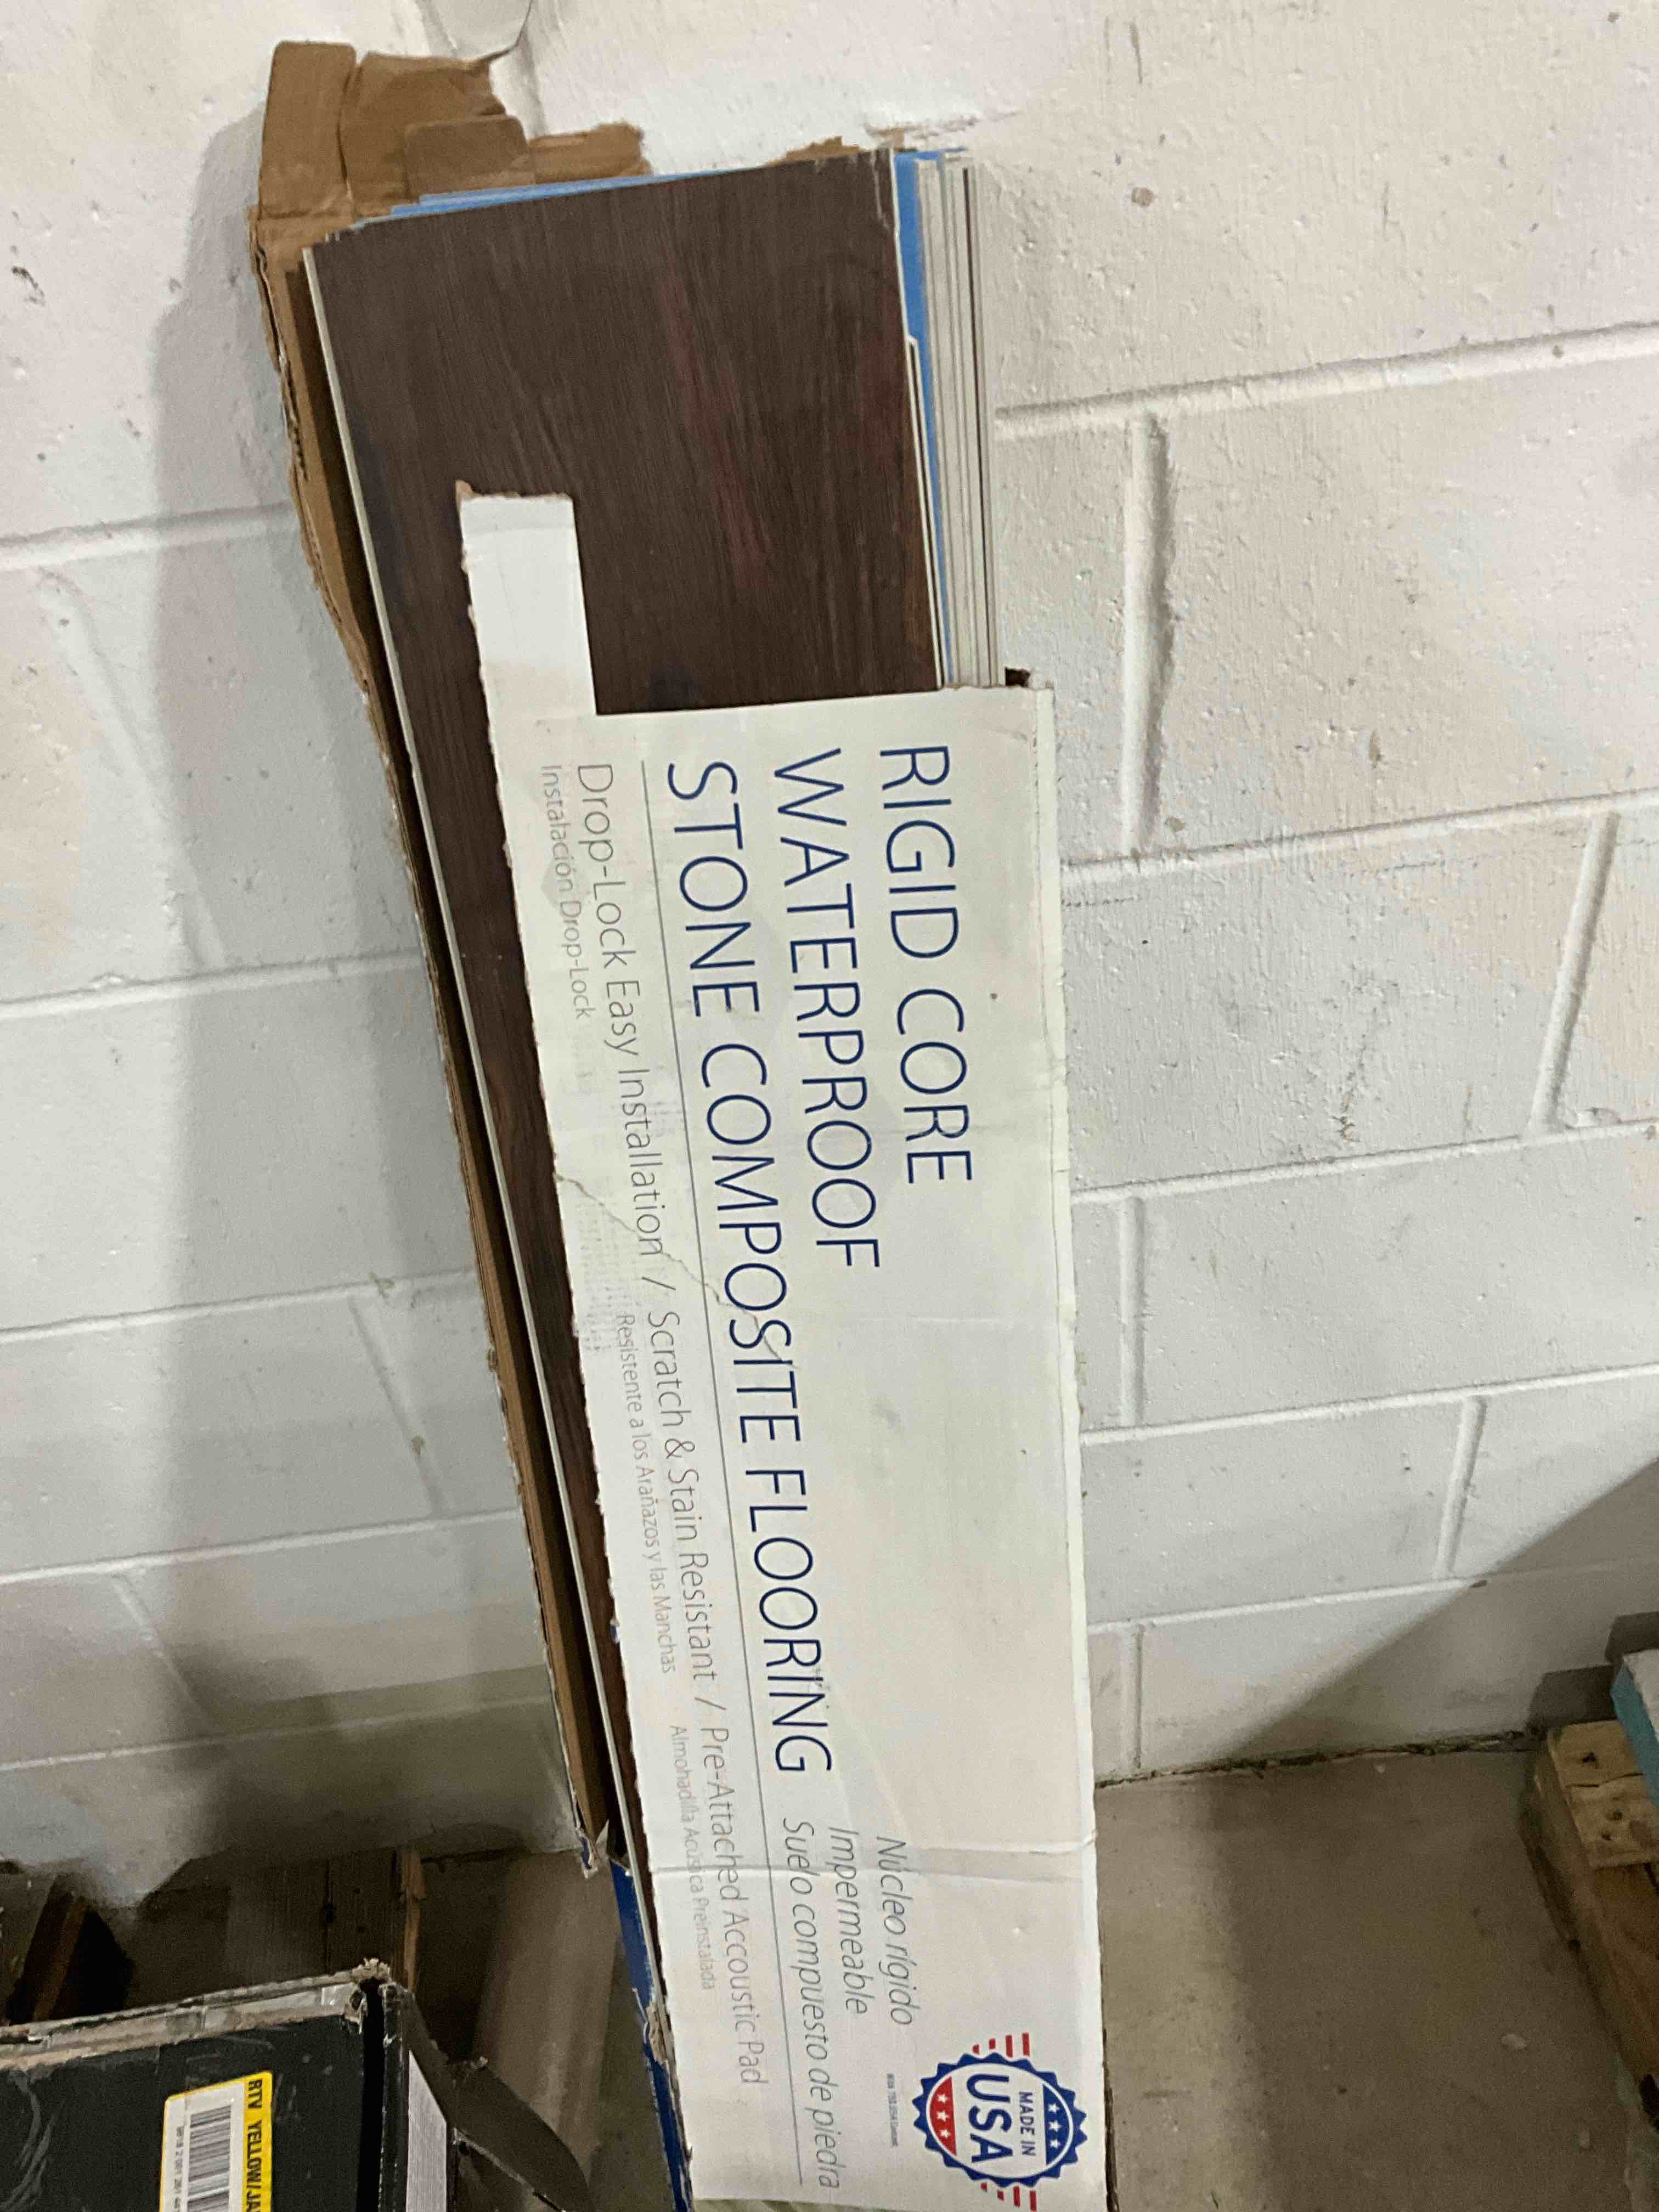 RIGID CORE
WATERPROOF
STONE COMPOSITE FLOORING
Núcleo rígido
Impermeable
Suelo compuesto de piedra
Drop-Lock Easy Installation / Scratch & Stain Resistant / Pre-Attached Accoustic Pad
Instalación Drop-Lock Resistente a los Arañazos y las Manchas Almohadilla Acústica Preinstalada
MADE IN
USA
RTV YELLOW/JA